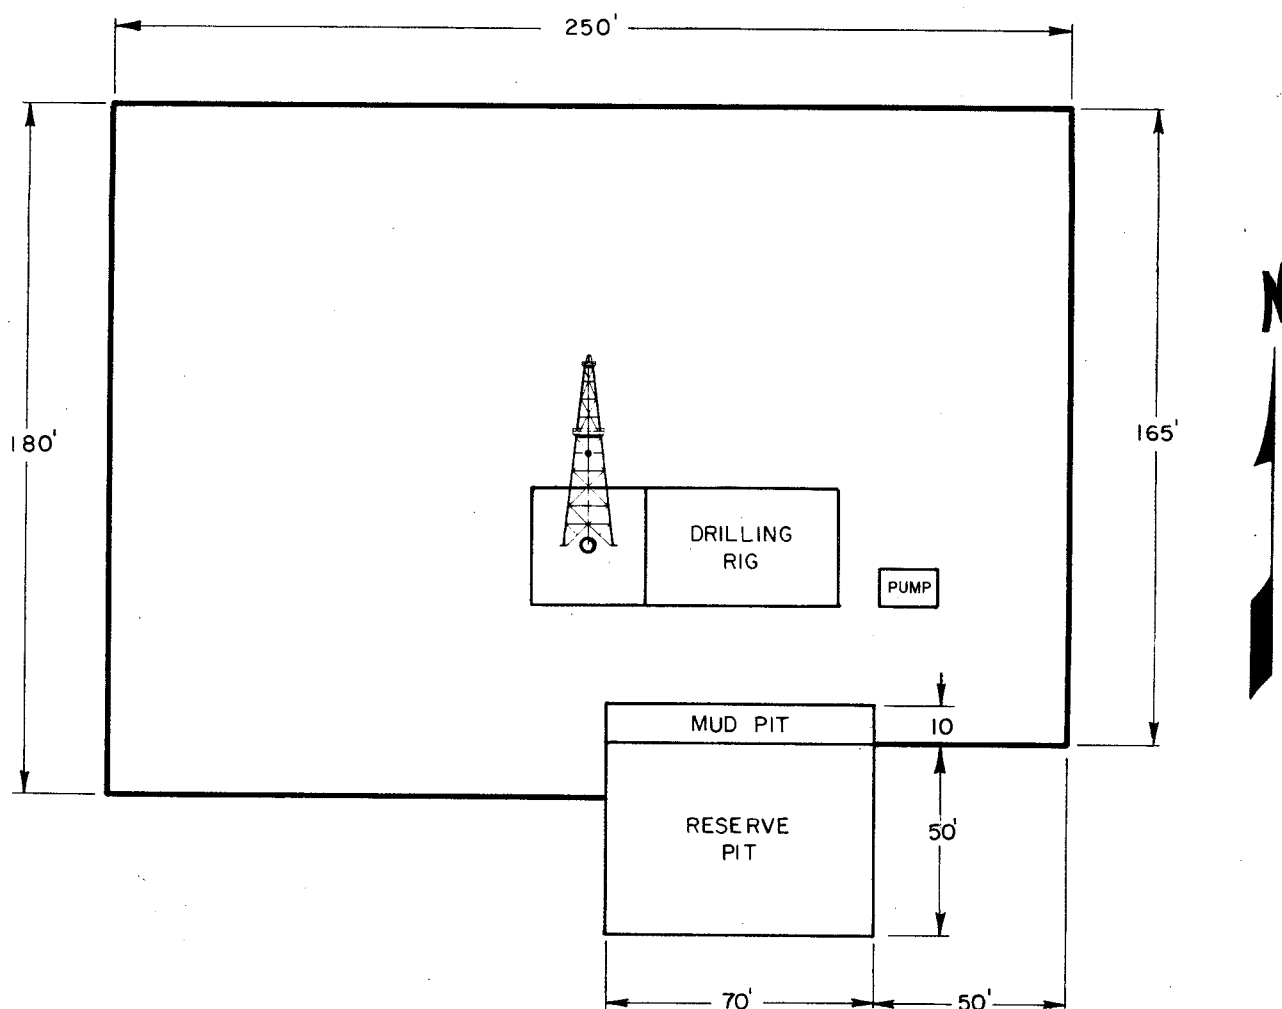 250'
N
180'
165'
DRILLING
RIG
PUMP
MUD PIT
10
RESERVE
PIT
50'
70'
50'